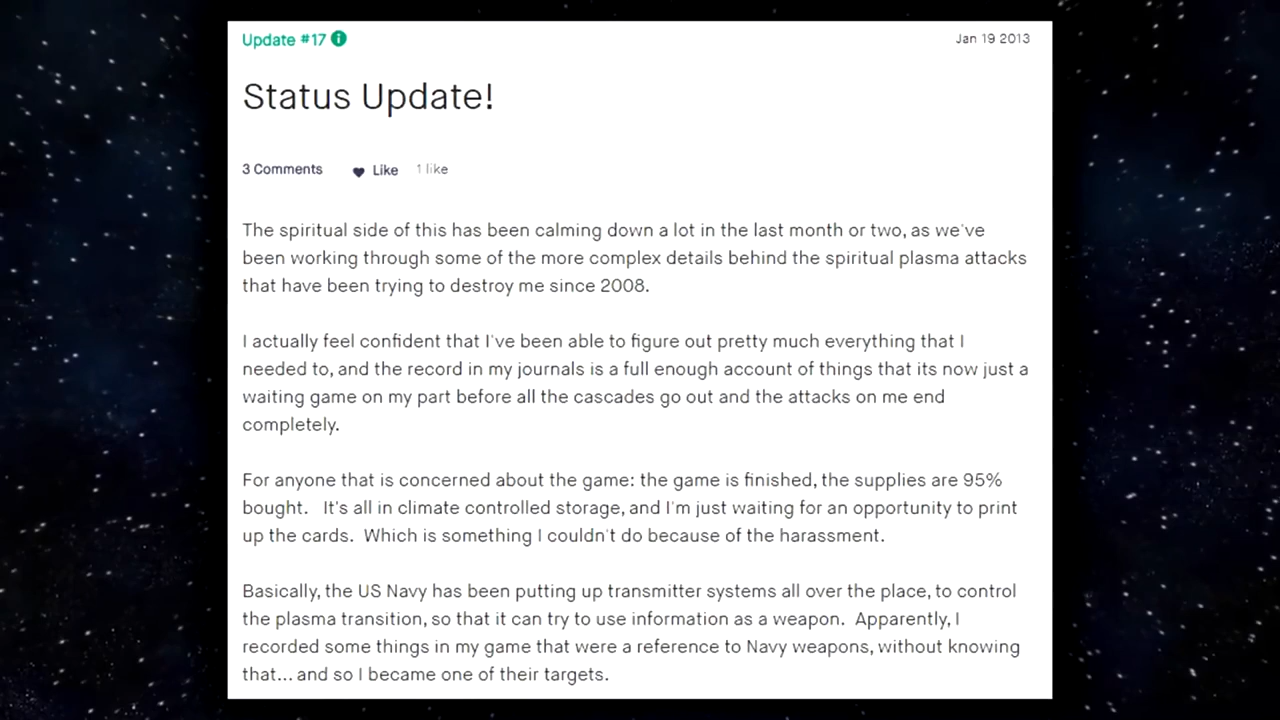 Update #17
Jan 19 2013
Status Update!
3 Comments Like 1 like
The spiritual side of this has been calming down a lot in the last month or two, as we've
been working through some of the more complex details behind the spiritual plasma attacks
that have been trying to destroy me since 2008.
I actually feel confident that I've been able to figure out pretty much everything that I
needed to, and the record in my journals is a full enough account of things that its now just a
waiting game on my part before all the cascades go out and the attacks on me end
completely.
For anyone that is concerned about the game: the game is finished, the supplies are 95%
bought.   It's all in climate controlled storage, and I'm just waiting for an opportunity to print
up the cards.  Which is something I couldn't do because of the harassment.
Basically, the US Navy has been putting up transmitter systems all over the place, to control
the plasma transition, so that it can try to use information as a weapon.  Apparently, I
recorded some things in my game that were a reference to Navy weapons, without knowing
that... and so I became one of their targets.